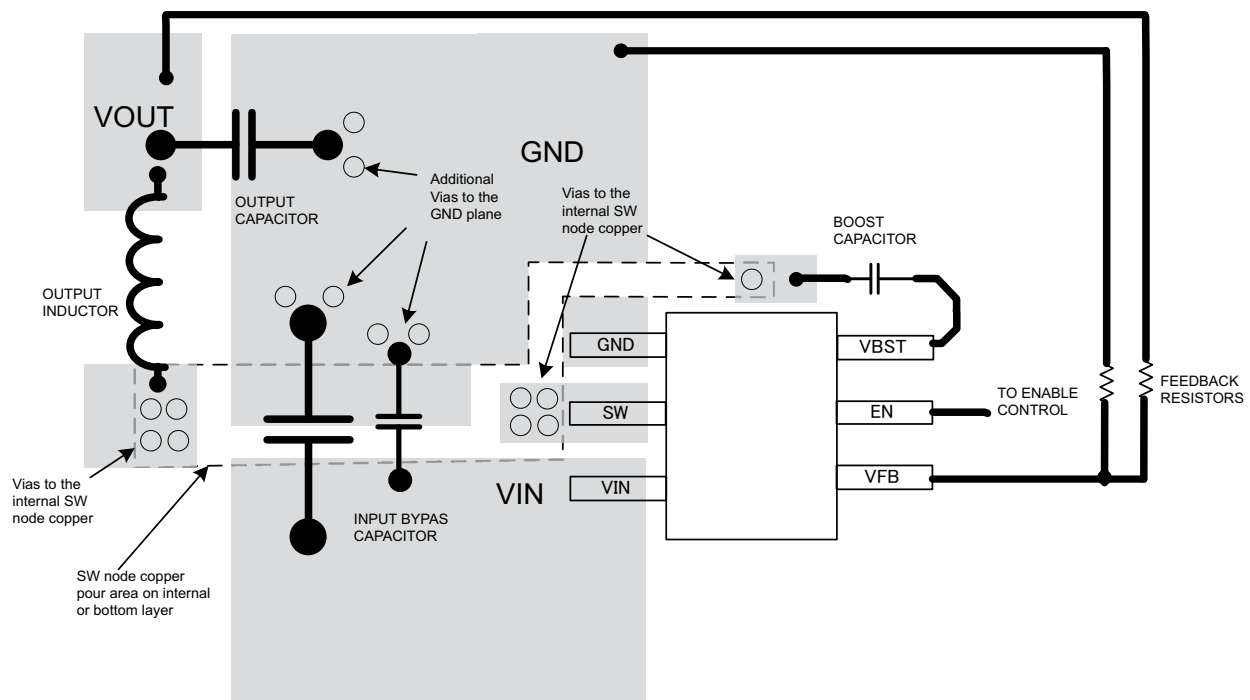 VOUT
OUTPUT
CAPACITOR
Additional
Vias to the
GND plane
GND
Vias to the
internal SW
node copper
BOOST
CAPACITOR
OUTPUT
INDUCTOR
GND
VBST
SW
EN
TO ENABLE
CONTROL
FEEDBACK
RESISTORS
VIN
VIN
VFB
Vias to the
internal SW
node copper
INPUT BYPAS
CAPACITOR
SW node copper
pour area on internal
or bottom layer